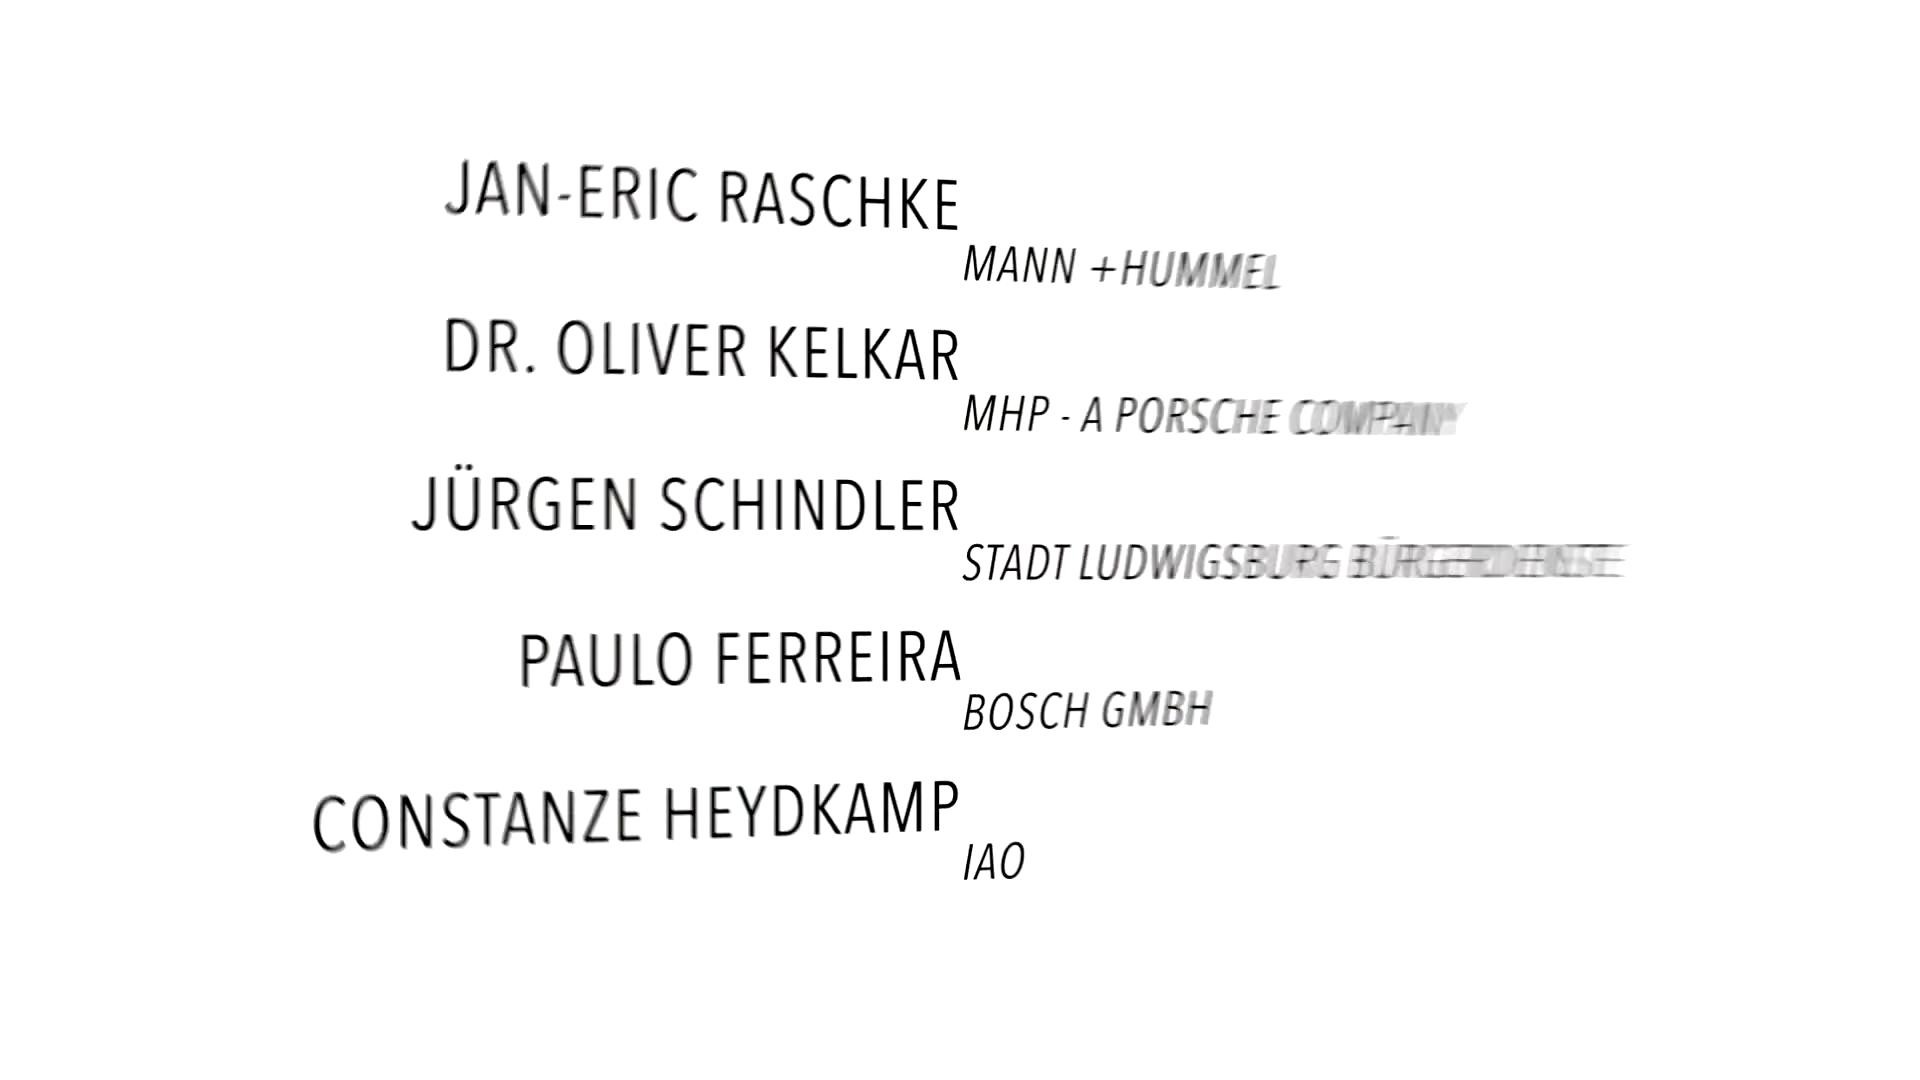 JAN-ERIC RASCHKE
MANN +HUMMEL
DR. OLIVER KELKAR
MHP - A PORSCHE COMPANY
JÜRGEN SCHINDLER
STADT LUDWIGSBURG
PAULO FERREIRA
BOSCH GMBH
CONSTANZE HEYDKAMP
IAO